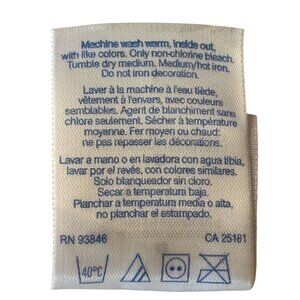 Machine wash warm, inside out,
with like colors. Only non-chlorine bleach.
Tumble dry medium. Medium/hot iron.
Do not iron decoration.
Laver à la machine à l'eau tiède,
vêtement à l'envers, avec couleurs
semblables. Agent de blanchiment sans
chlore seulement. Sécher à température
moyenne. Fer moyen ou chaud:
ne pas repasser les décorations.
Lavar a mano o en lavadora con agua tibia,
lavar por el revés, con colores similares.
Solo blanqueador sin cloro.
Secar a temperatura baja.
Planchar a temperatura media o alta,
no planchar el estampado.
RN 93846 CA 25161
40°C